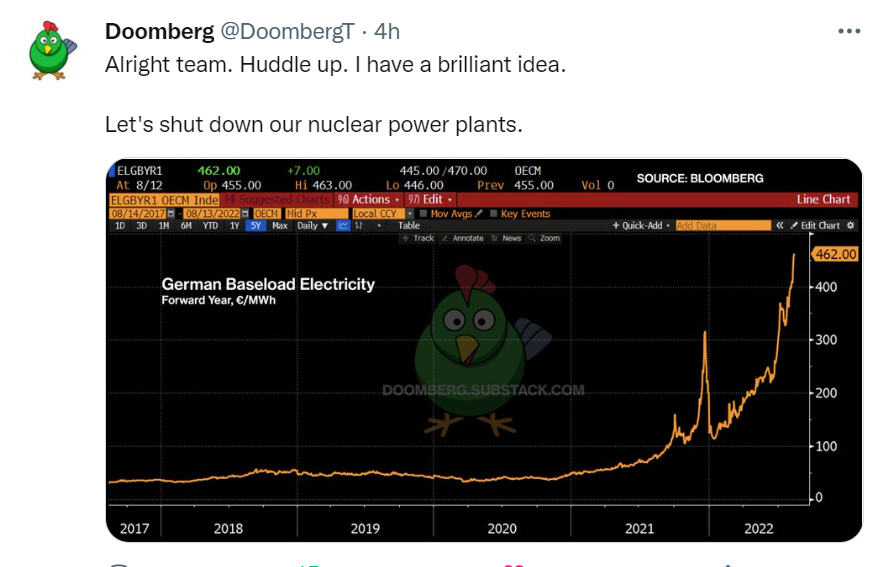 Doomberg @DoombergT · 4h
Alright team. Huddle up. I have a brilliant idea.
Let's shut down our nuclear power plants.
ELGBYR1 462.00 +7.00 445.00/470.00 OECM
At 8/12 Op 455.00 Hi 463.00 Lo 446.00 Prev 455.00 Vol 0
SOURCE: BLOOMBERG
ELGBYR1 OECM Inde 94) Suggested Charts 96) Actions 97) Edit Line Chart
08/14/2017 - 08/13/2022 OECM Mid Px Local CCY Mov Avgs Key Events
1D 3D 1M 6M YTD 1Y 5Y Max Daily ▼ Table + Quick-Add Add Data « Edit Chart
+ Track Annotate News Zoom
German Baseload Electricity
Forward Year, €/MWh
DOOMBERG.SUBSTACK.COM
462.00
400
300
200
100
0
2017 2018 2019 2020 2021 2022